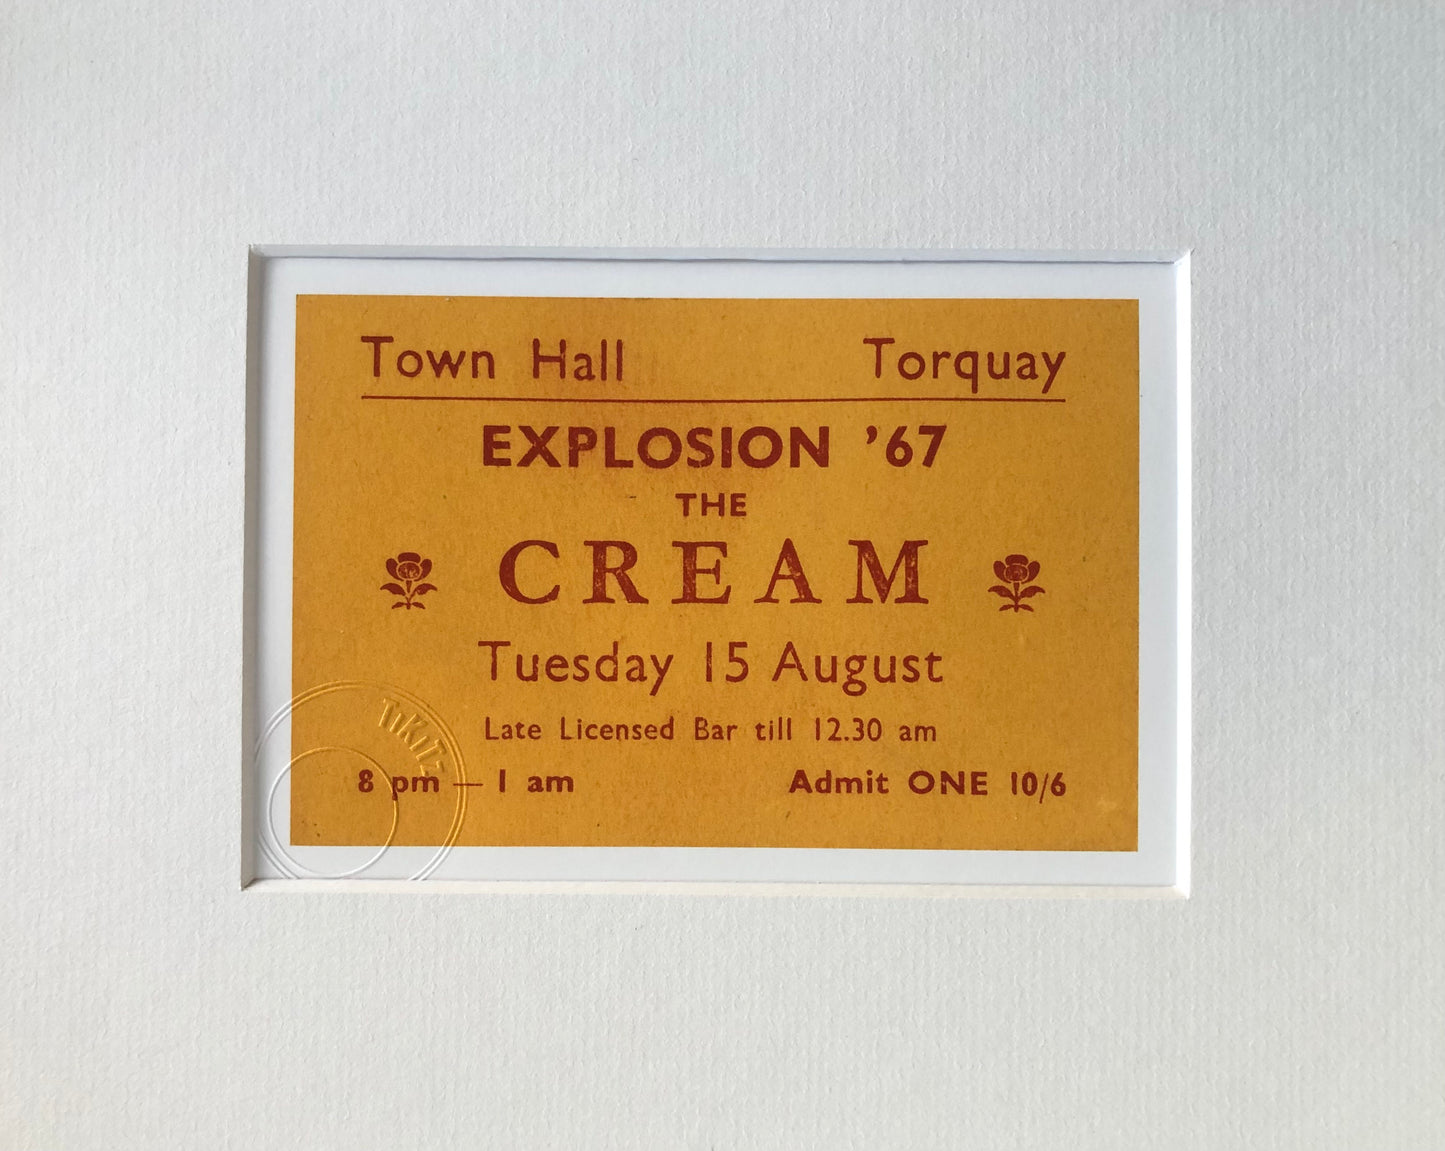 Town Hall Torquay
EXPLOSION ’67
THE
CREAM
Tuesday 15 August
Late Licensed Bar till 12.30 am
8 pm — 1 am Admit ONE 10/6
TiKiTz